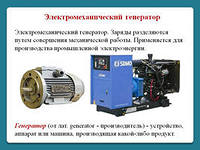 Электромеханический генератор
Электромеханический генератор. Заряды разделяются
путем совершения механической работы. Применяется для
производства промышленной электроэнергии.
SDMO
Генератор (от лат. generator - производитель) - устройство,
аппарат или машина, производящая какой-либо продукт.